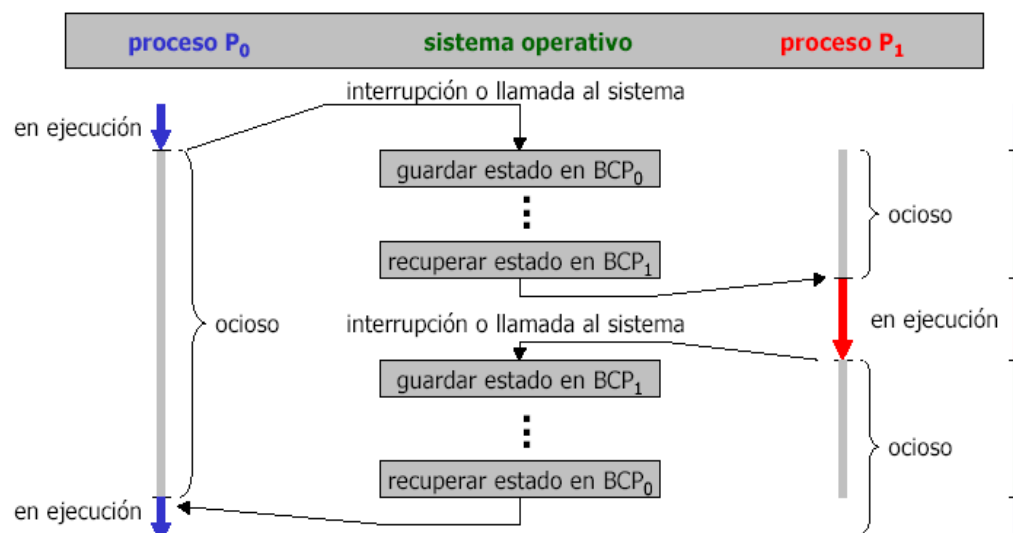 proceso P0 sistema operativo proceso P1
interrupción o llamada al sistema
en ejecución
guardar estado en BCP0
ocioso
recuperar estado en BCP1
ocioso
interrupción o llamada al sistema
en ejecución
guardar estado en BCP1
ocioso
recuperar estado en BCP0
en ejecución